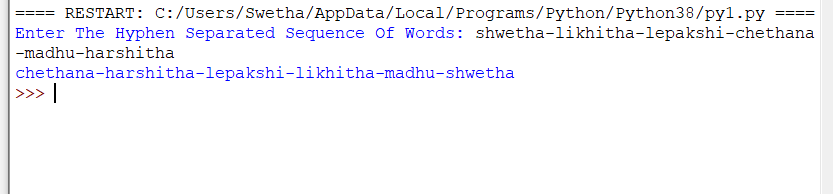 ==== RESTART: C:/Users/Swetha/AppData/Local/Programs/Python/Python38/py1.py ====
Enter The Hyphen Separated Sequence Of Words: shwetha-likhitha-lepakshi-chethana
-madhu-harshitha
chethana-harshitha-lepakshi-likhitha-madhu-shwetha
>>>